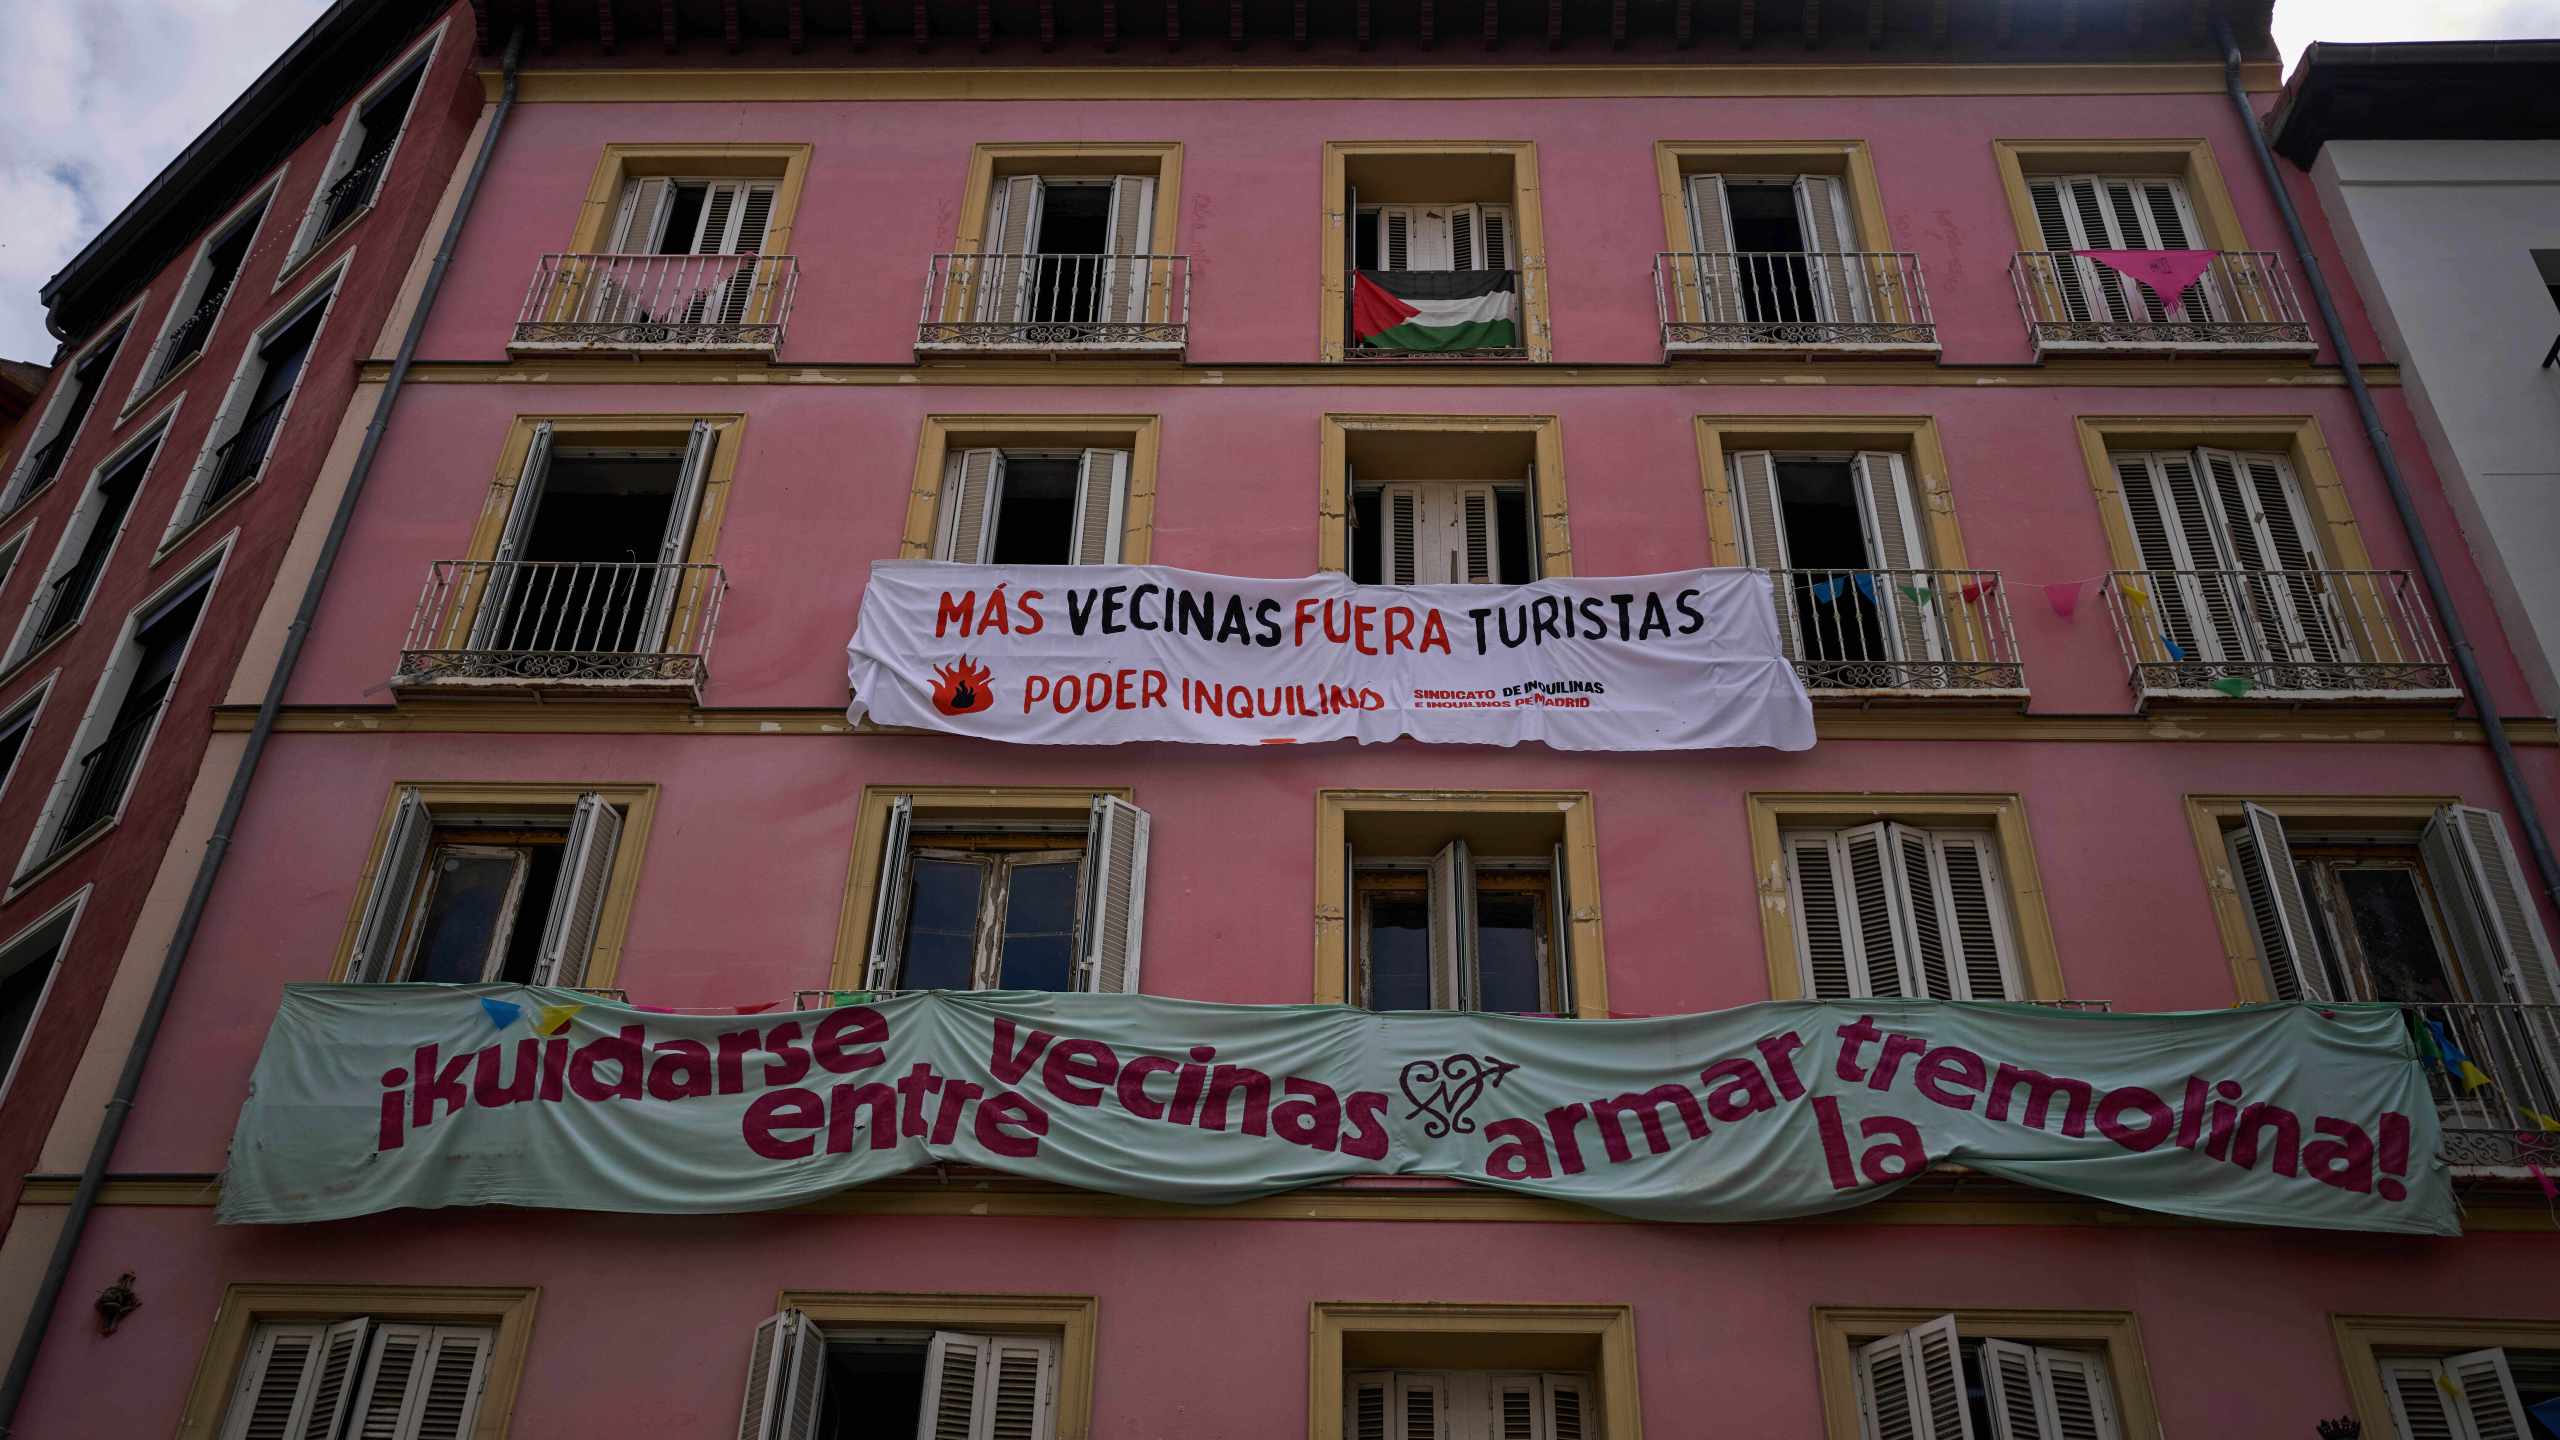 MÁS VECINAS FUERA TURISTAS
PODER INQUILINO
SINDICATO DE INQUILINAS
E INQUILINOS DE MADRID
¡kuidarse entre vecinas armar la tremolina!